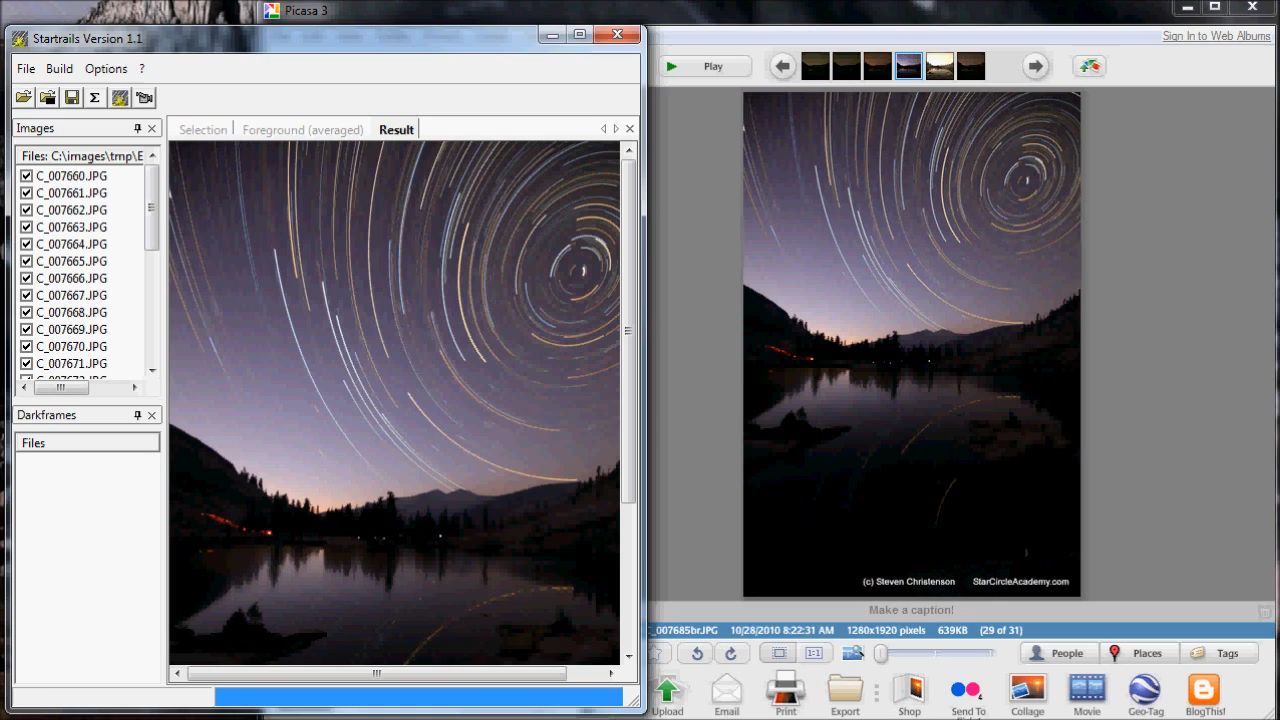 Picasa 3
Startrails Version 1.1
Sign In to Web Albums
File Build Options ?
Play
Images
Selection Foreground (averaged) Result
Files: C:\images\tmp\E
C_007660.JPG
C_007661.JPG
C_007662.JPG
C_007663.JPG
C_007664.JPG
C_007665.JPG
C_007666.JPG
C_007667.JPG
C_007668.JPG
C_007669.JPG
C_007670.JPG
C_007671.JPG
Darkframes
Files
(c) Steven Christenson StarCircleAcademy.com
Make a caption!
C_007685br.JPG 10/28/2010 8:22:31 AM 1280x1920 pixels 639KB (29 of 31)
1:1
People Places Tags
Upload Email Print Export Shop Send To Collage Movie Geo-Tag BlogThis!